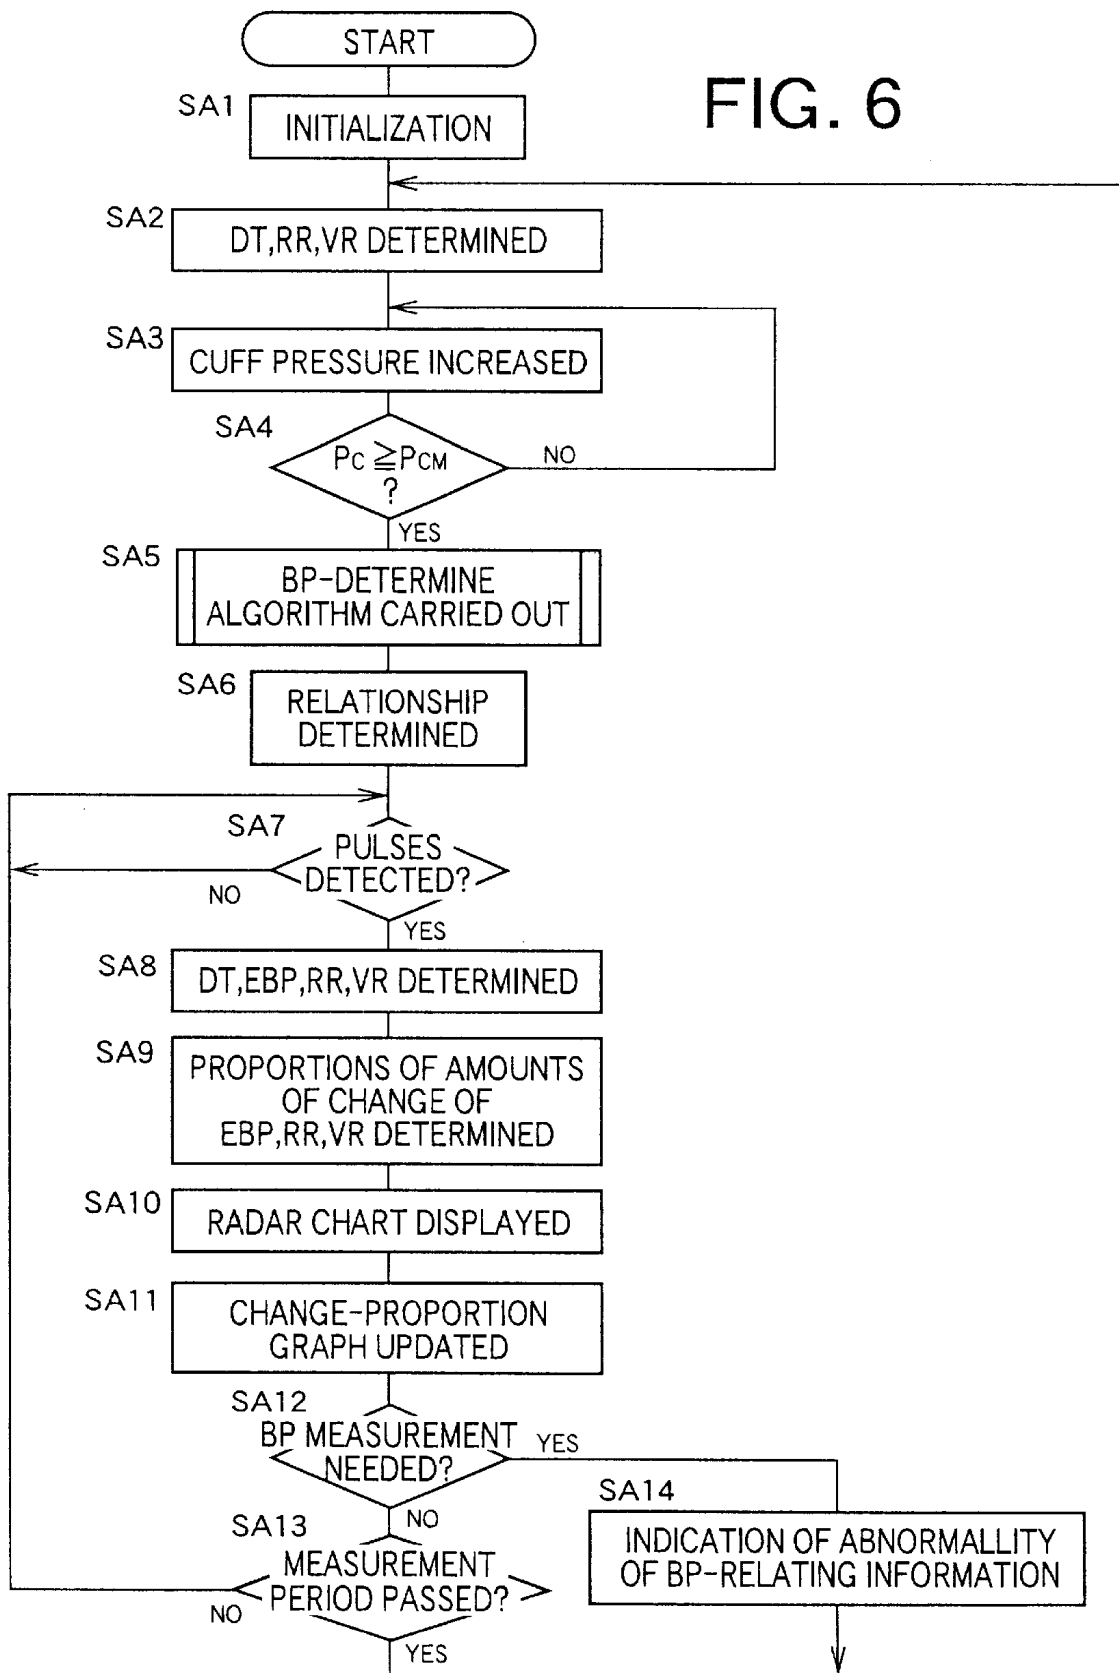 START
FIG. 6
SA1
INITIALIZATION
SA2
DT,RR,VR DETERMINED
SA3
CUFF PRESSURE INCREASED
SA4
PC ≧ PCM
?
NO
YES
SA5
BP-DETERMINE
ALGORITHM CARRIED OUT
SA6
RELATIONSHIP
DETERMINED
SA7
PULSES
DETECTED?
NO
YES
SA8
DT,EBP,RR,VR DETERMINED
SA9
PROPORTIONS OF AMOUNTS
OF CHANGE OF
EBP,RR,VR DETERMINED
SA10
RADAR CHART DISPLAYED
SA11
CHANGE-PROPORTION
GRAPH UPDATED
SA12
BP MEASUREMENT
NEEDED?
YES
NO
SA13
MEASUREMENT
PERIOD PASSED?
NO
YES
SA14
INDICATION OF ABNORMALLITY
OF BP-RELATING INFORMATION